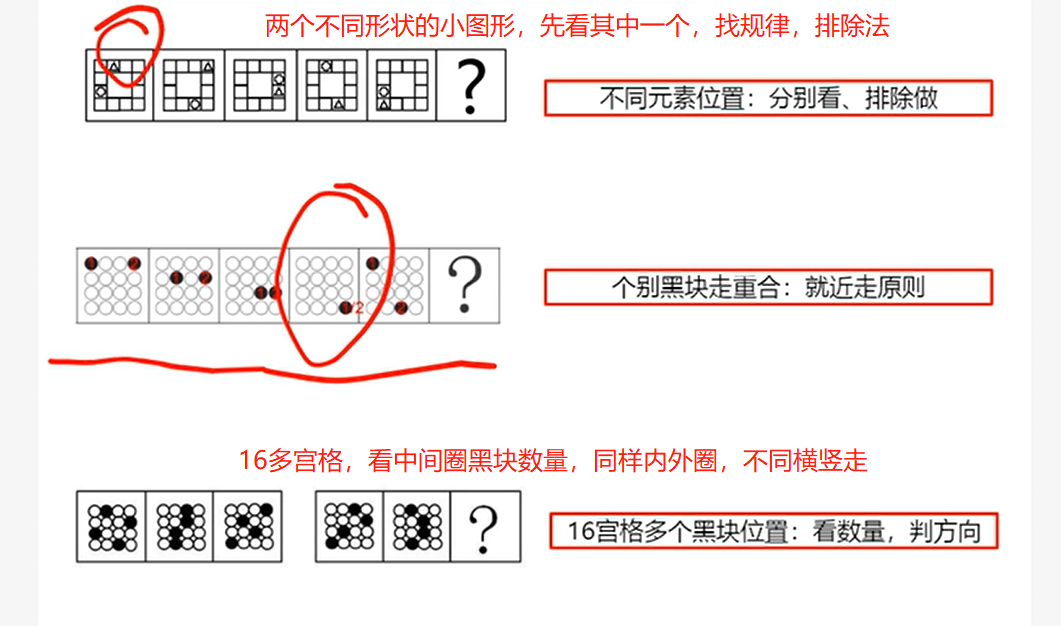 两个不同形状的小图形，先看其中一个，找规律，排除法
?
不同元素位置：分别看、排除做
1 2 1 2 1 1/2 1 2 ?
个别黑块走重合：就近走原则
16多宫格，看中间圈黑块数量，同样内外圈，不同横竖走
?
16宫格多个黑块位置：看数量，判方向